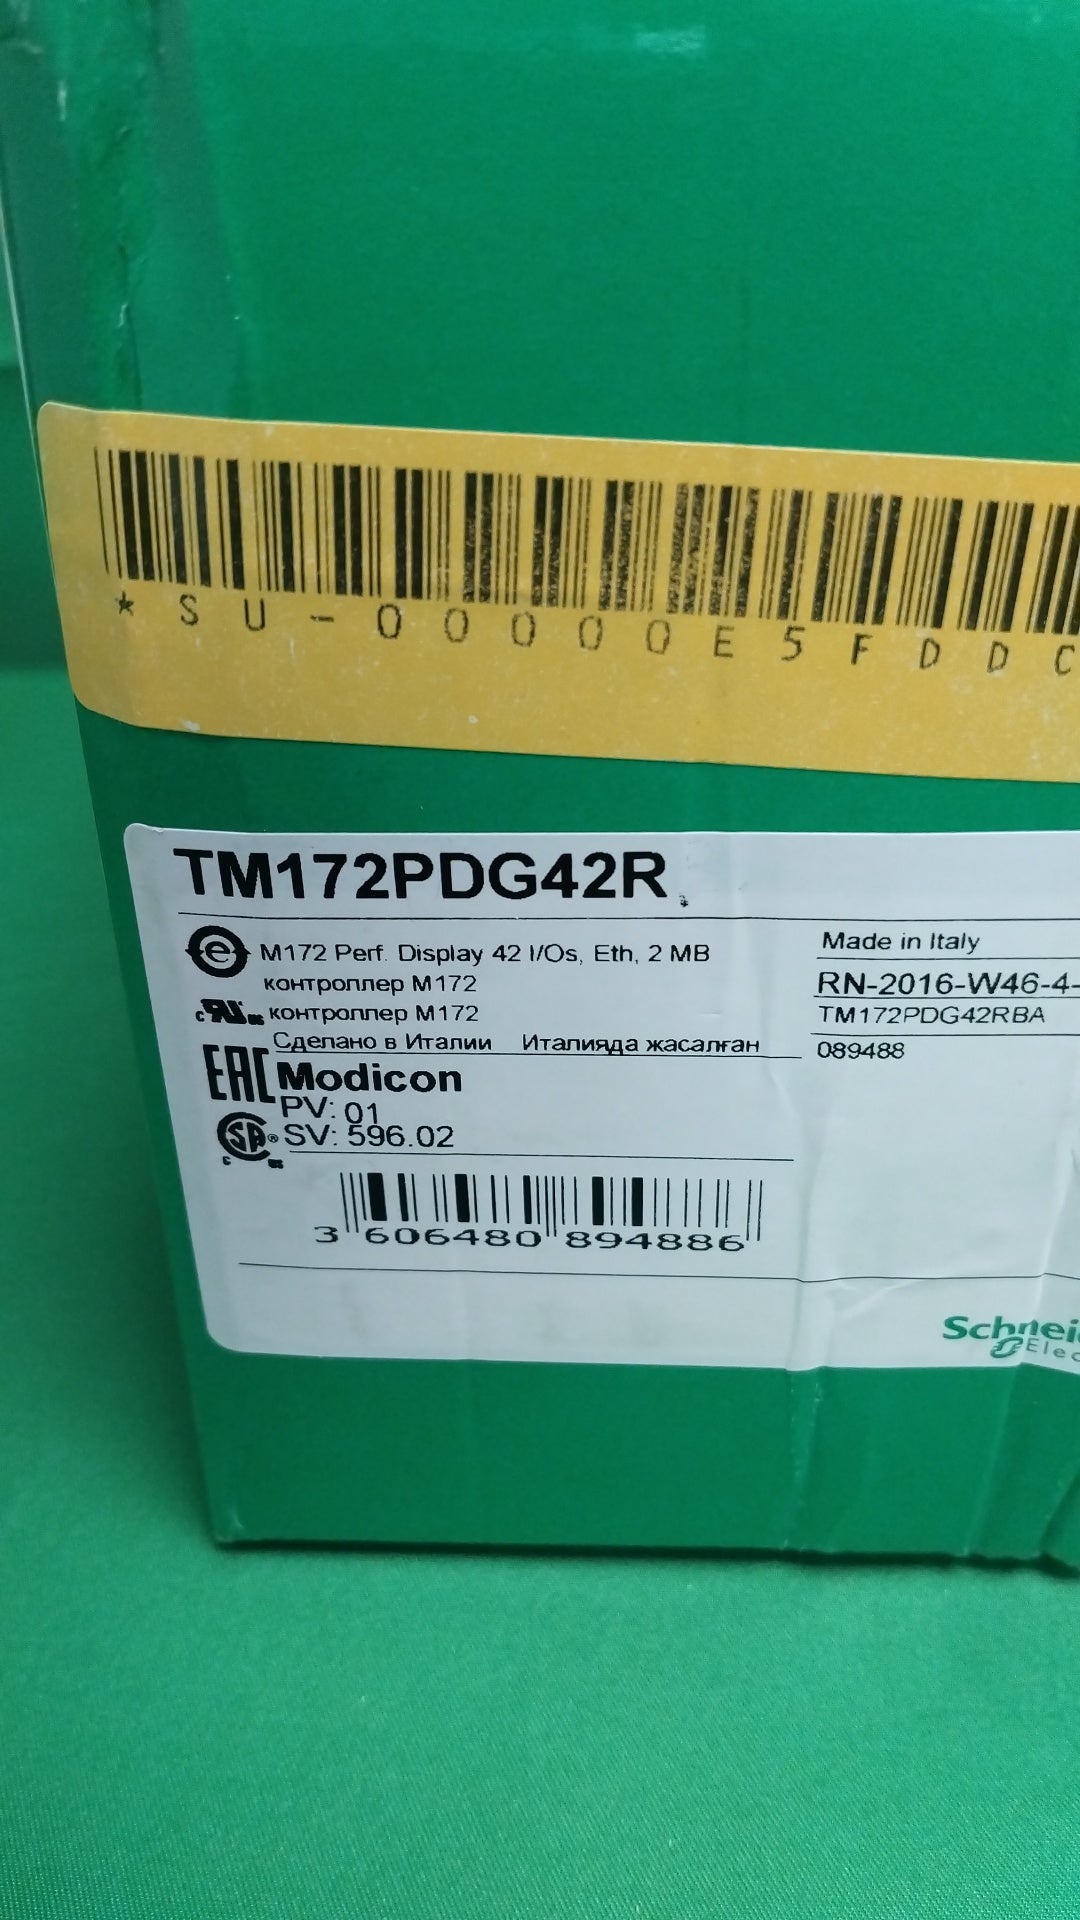 *SU-00000E5FDDC
TM172PDG42R
M172 Perf. Display 42 I/Os, Eth, 2 MB
контроллер M172
контроллер M172
Сделано в Италии Италияда жасалған
EAC
Modicon
PV: 01
SV: 596.02
3 606480 894886
Made in Italy
RN-2016-W46-4-
TM172PDG42RBA
089488
Schnei
Elec